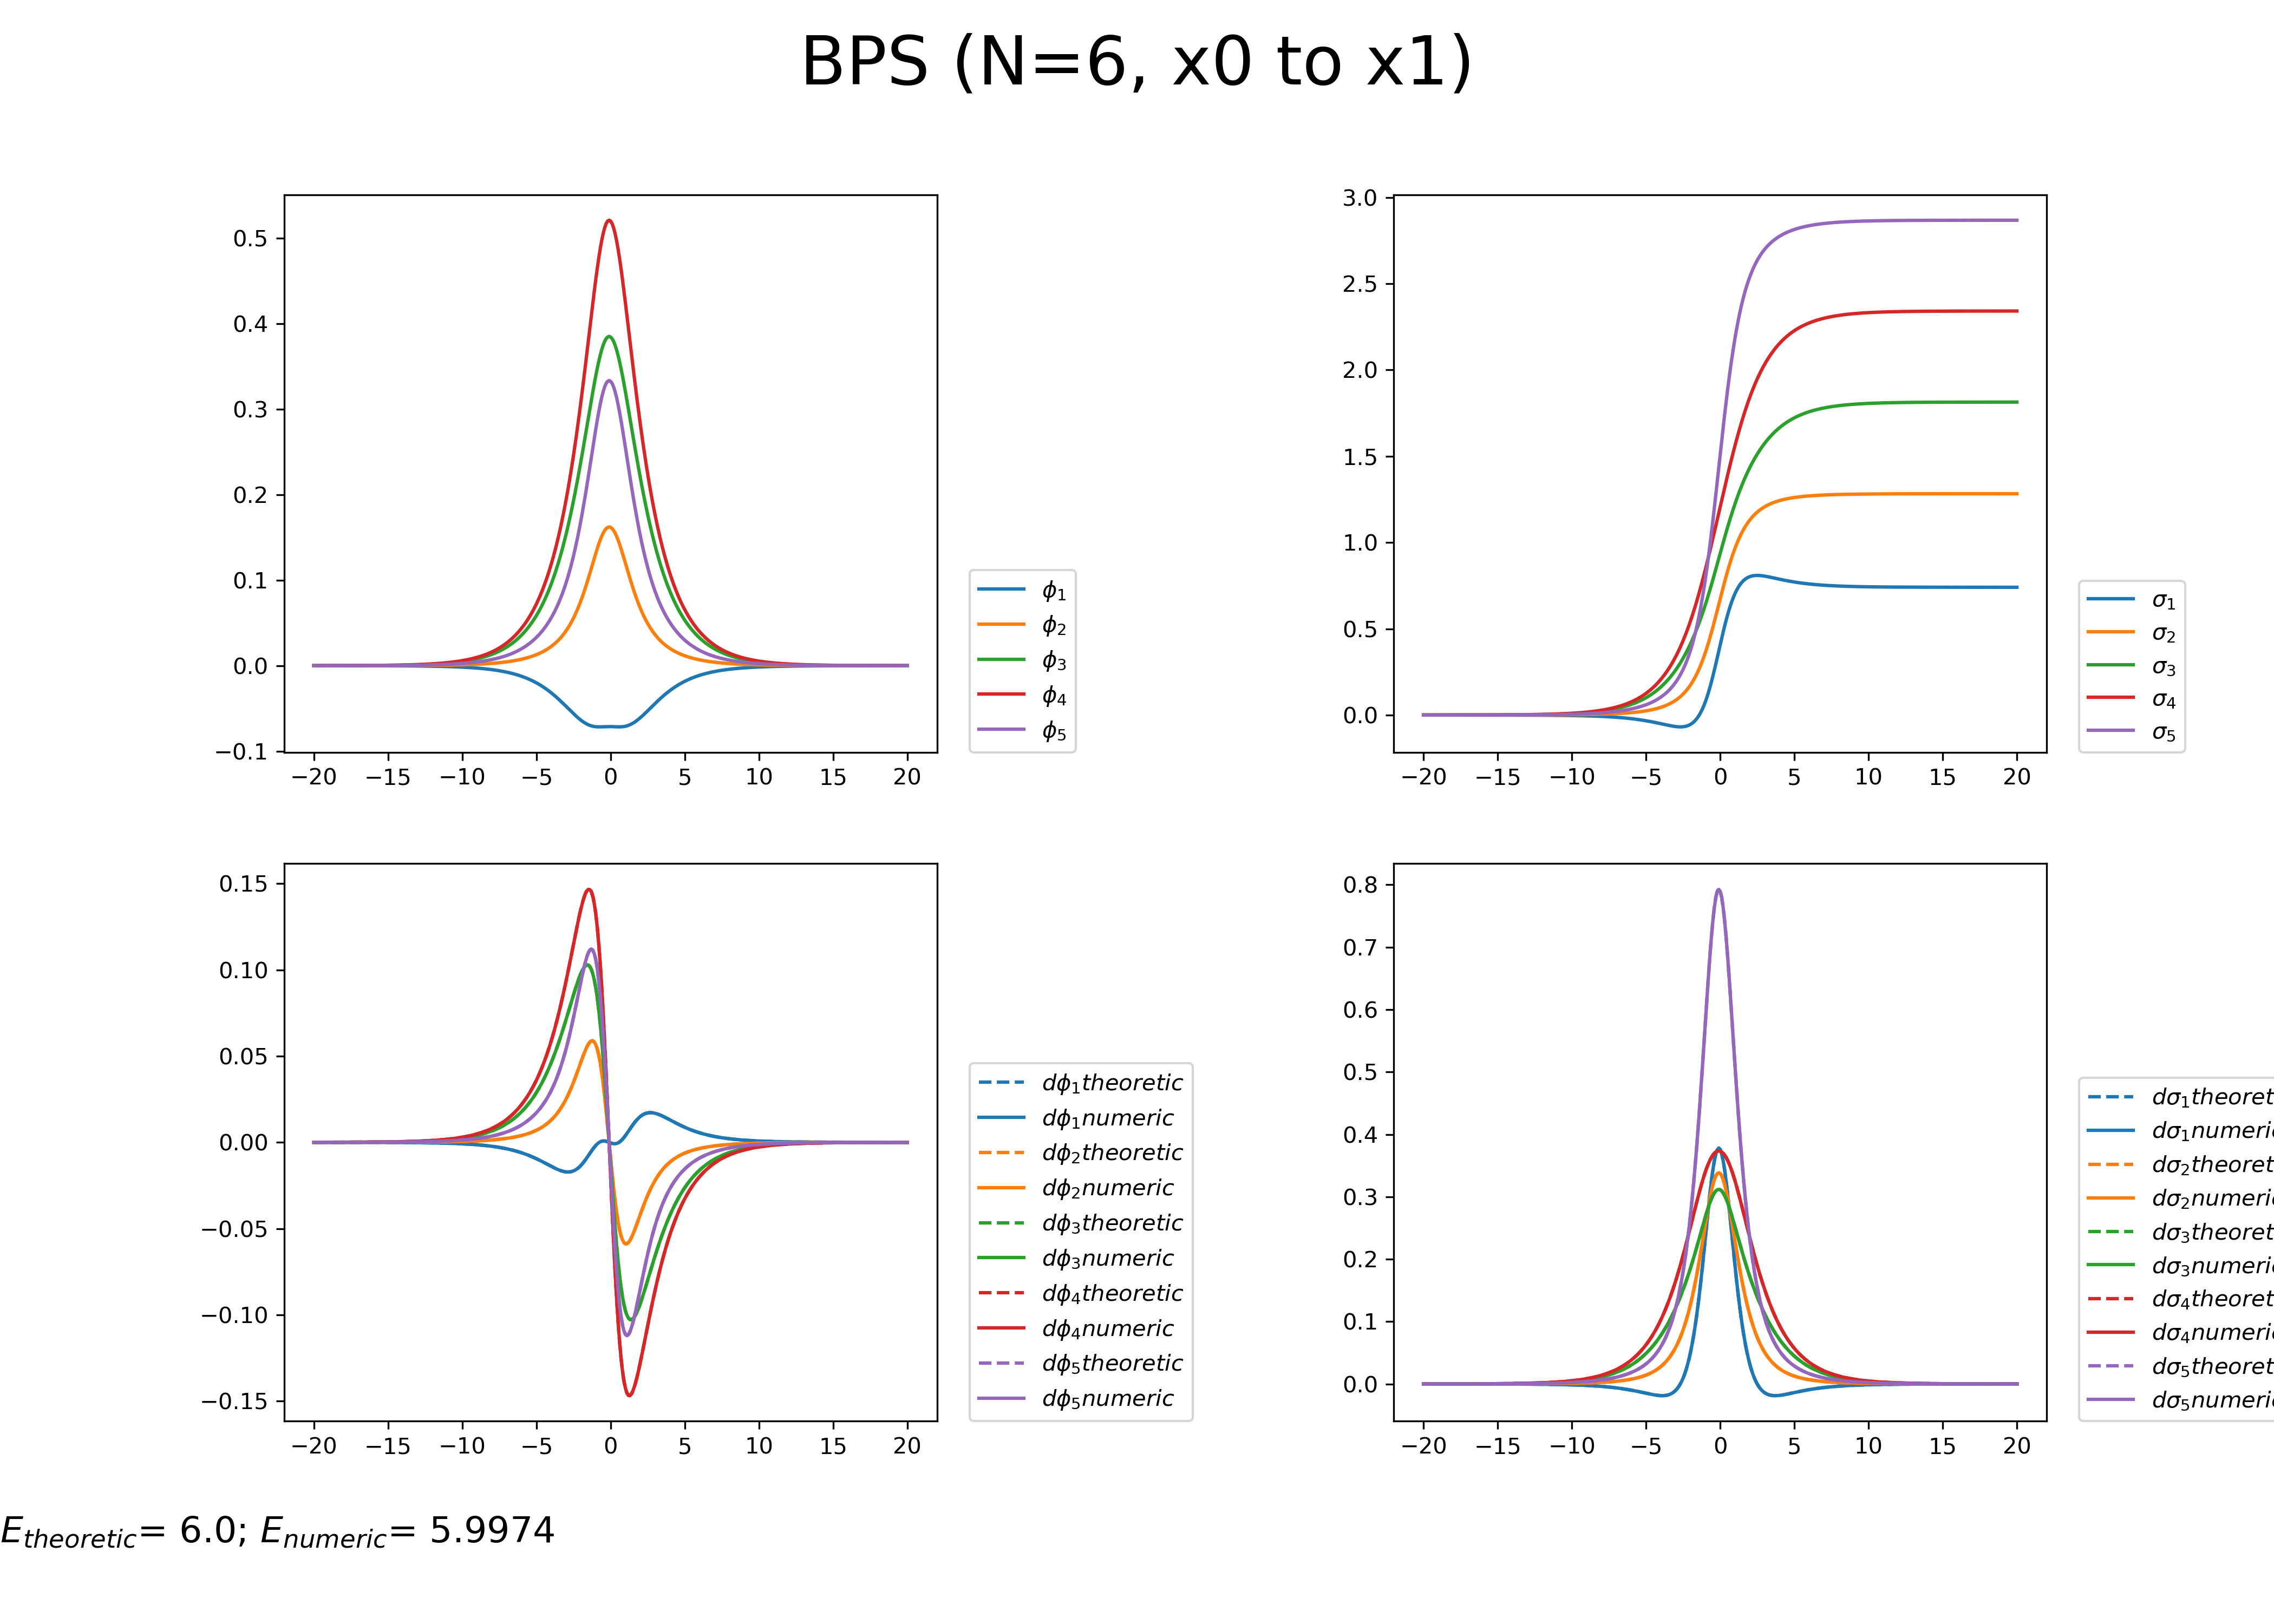 BPS (N=6, x0 to x1)
0.5
0.4
0.3
0.2
0.1
0.0
−0.1
−20 −15 −10 −5 0 5 10 15 20
ϕ1
ϕ2
ϕ3
ϕ4
ϕ5
3.0
2.5
2.0
1.5
1.0
0.5
0.0
−20 −15 −10 −5 0 5 10 15 20
σ1
σ2
σ3
σ4
σ5
0.15
0.10
0.05
0.00
−0.05
−0.10
−0.15
−20 −15 −10 −5 0 5 10 15 20
dϕ1theoretic
dϕ1numeric
dϕ2theoretic
dϕ2numeric
dϕ3theoretic
dϕ3numeric
dϕ4theoretic
dϕ4numeric
dϕ5theoretic
dϕ5numeric
0.8
0.7
0.6
0.5
0.4
0.3
0.2
0.1
0.0
−20 −15 −10 −5 0 5 10 15 20
dσ1theoret
dσ1numeric
dσ2theoret
dσ2numeric
dσ3theoret
dσ3numeric
dσ4theoret
dσ4numeric
dσ5theoret
dσ5numeric
Etheoretic= 6.0; Enumeric= 5.9974